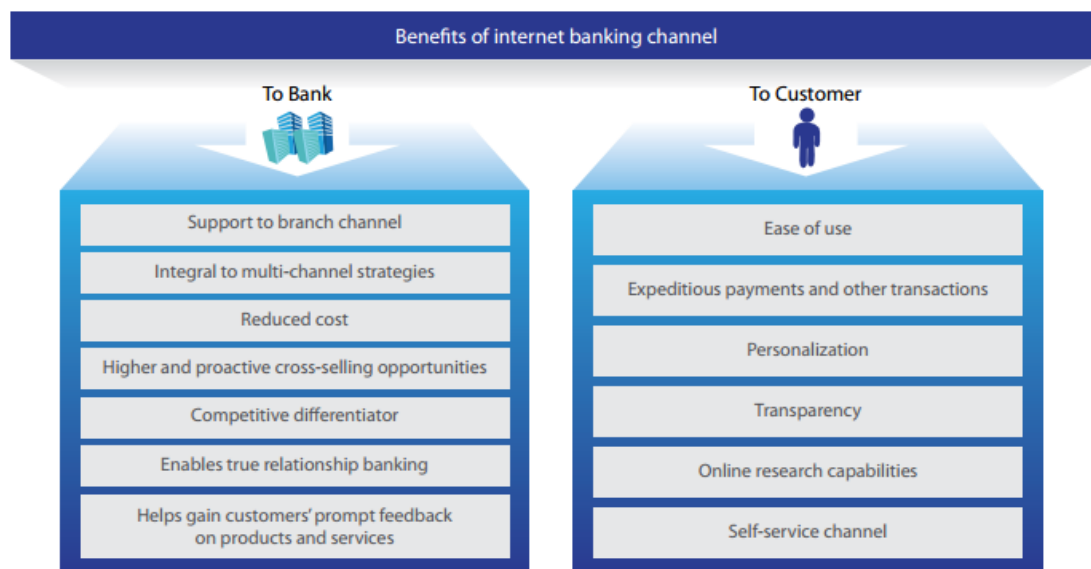 Benefits of internet banking channel
To Bank
Support to branch channel
Integral to multi-channel strategies
Reduced cost
Higher and proactive cross-selling opportunities
Competitive differentiator
Enables true relationship banking
Helps gain customers’ prompt feedback
on products and services
To Customer
Ease of use
Expeditious payments and other transactions
Personalization
Transparency
Online research capabilities
Self-service channel